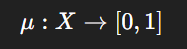 μ : X → [0, 1]